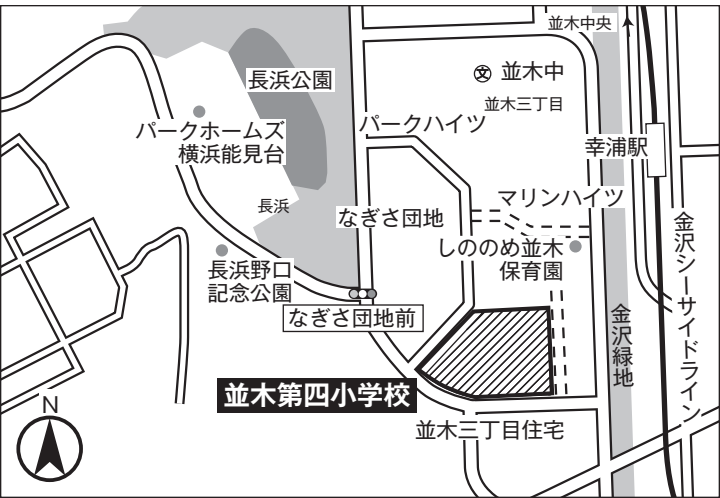 並木中央
長浜公園
並木中
並木三丁目
パークハイツ
パークホームズ
横浜能見台
幸浦駅
マリンハイツ
長浜
なぎさ団地
しののめ並木
保育園
金沢シーサイドライン
長浜野口
記念公園
なぎさ団地前
金沢緑地
並木第四小学校
並木三丁目住宅
N
文